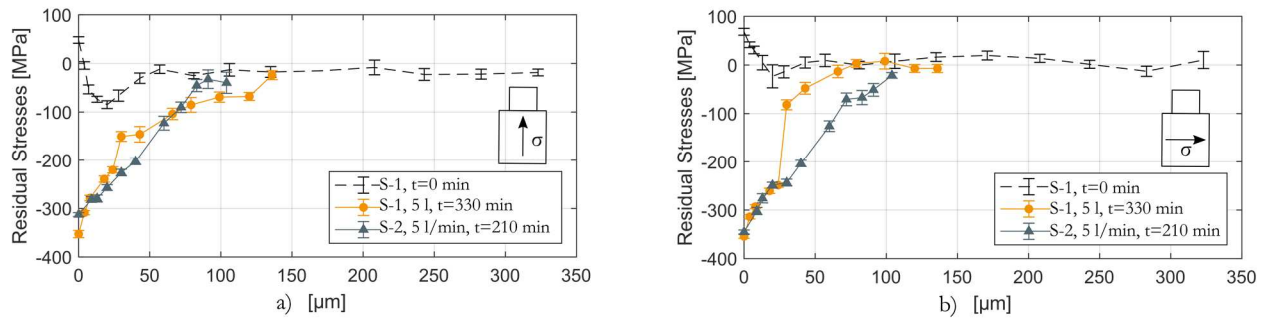 100
0
-100
-200
-300
-400
Residual Stresses [MPa]
σ
S-1, t=0 min
S-1, 5 l, t=330 min
S-2, 5 l/min, t=210 min
0 50 100 150 200 250 300 350
a) [µm]
100
0
-100
-200
-300
-400
Residual Stresses [MPa]
σ
S-1, t=0 min
S-1, 5 l, t=330 min
S-2, 5 l/min, t=210 min
0 50 100 150 200 250 300 350
b) [µm]